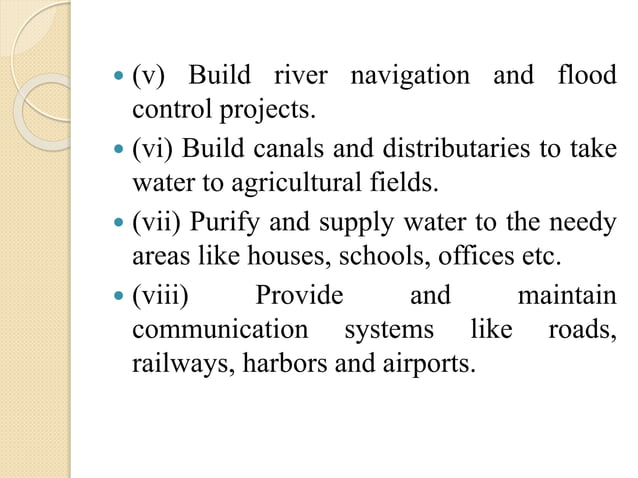 (v) Build river navigation and flood
control projects.
(vi) Build canals and distributaries to take
water to agricultural fields.
(vii) Purify and supply water to the needy
areas like houses, schools, offices etc.
(viii) Provide and maintain
communication systems like roads,
railways, harbors and airports.